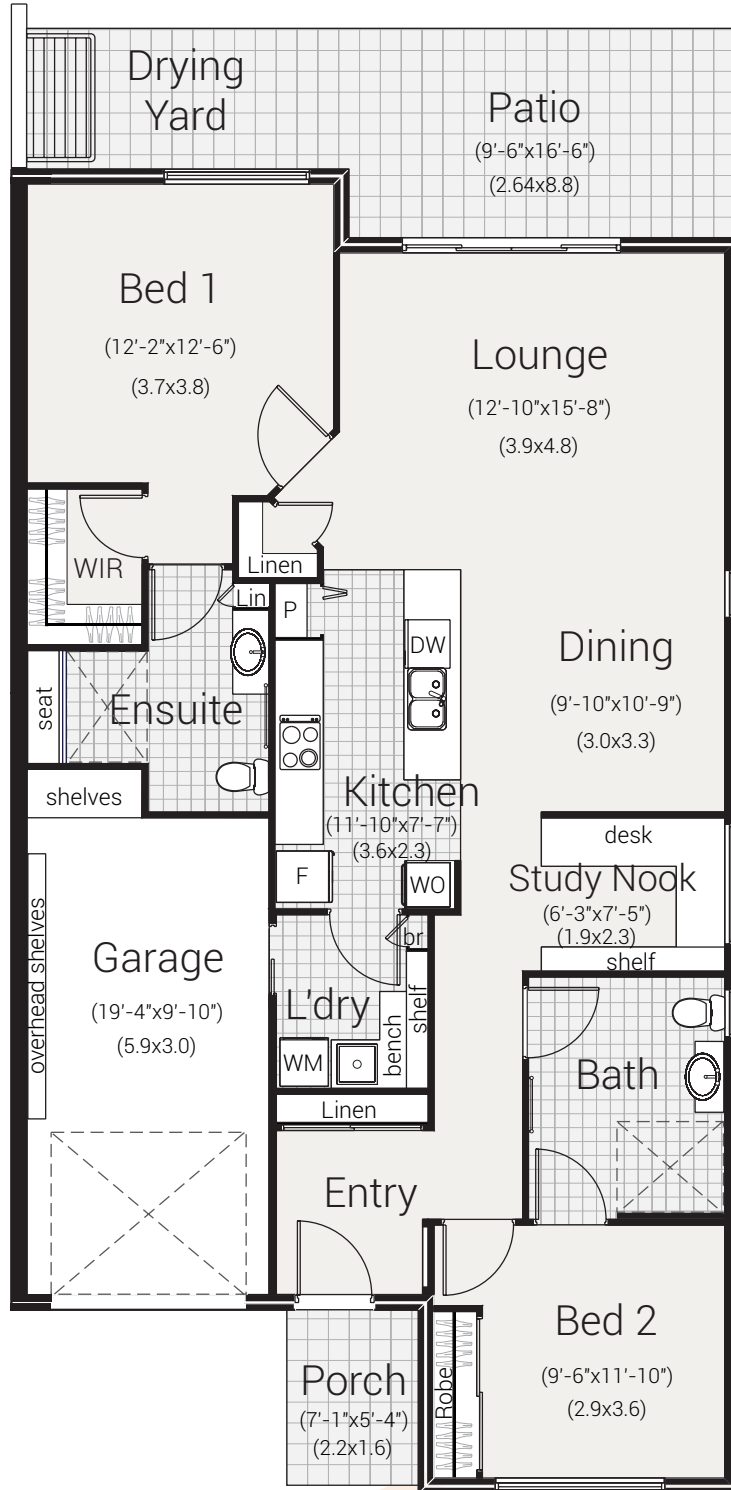 Drying
Yard
Patio
(9'-6"x16'-6")
(2.64x8.8)
Bed 1
(12'-2"x12'-6")
(3.7x3.8)
Lounge
(12'-10"x15'-8")
(3.9x4.8)
WIR
Linen
Lin
P
DW
Dining
(9'-10"x10'-9")
(3.0x3.3)
seat
Ensuite
shelves
Kitchen
(11'-10"x7'-7")
(3.6x2.3)
F
WO
desk
Study Nook
(6'-3"x7'-5")
(1.9x2.3)
shelf
overhead shelves
Garage
(19'-4"x9'-10")
(5.9x3.0)
br
L'dry
shelf
bench
WM
Linen
Bath
Entry
Bed 2
(9'-6"x11'-10")
(2.9x3.6)
Robe
Porch
(7'-1"x5'-4")
(2.2x1.6)